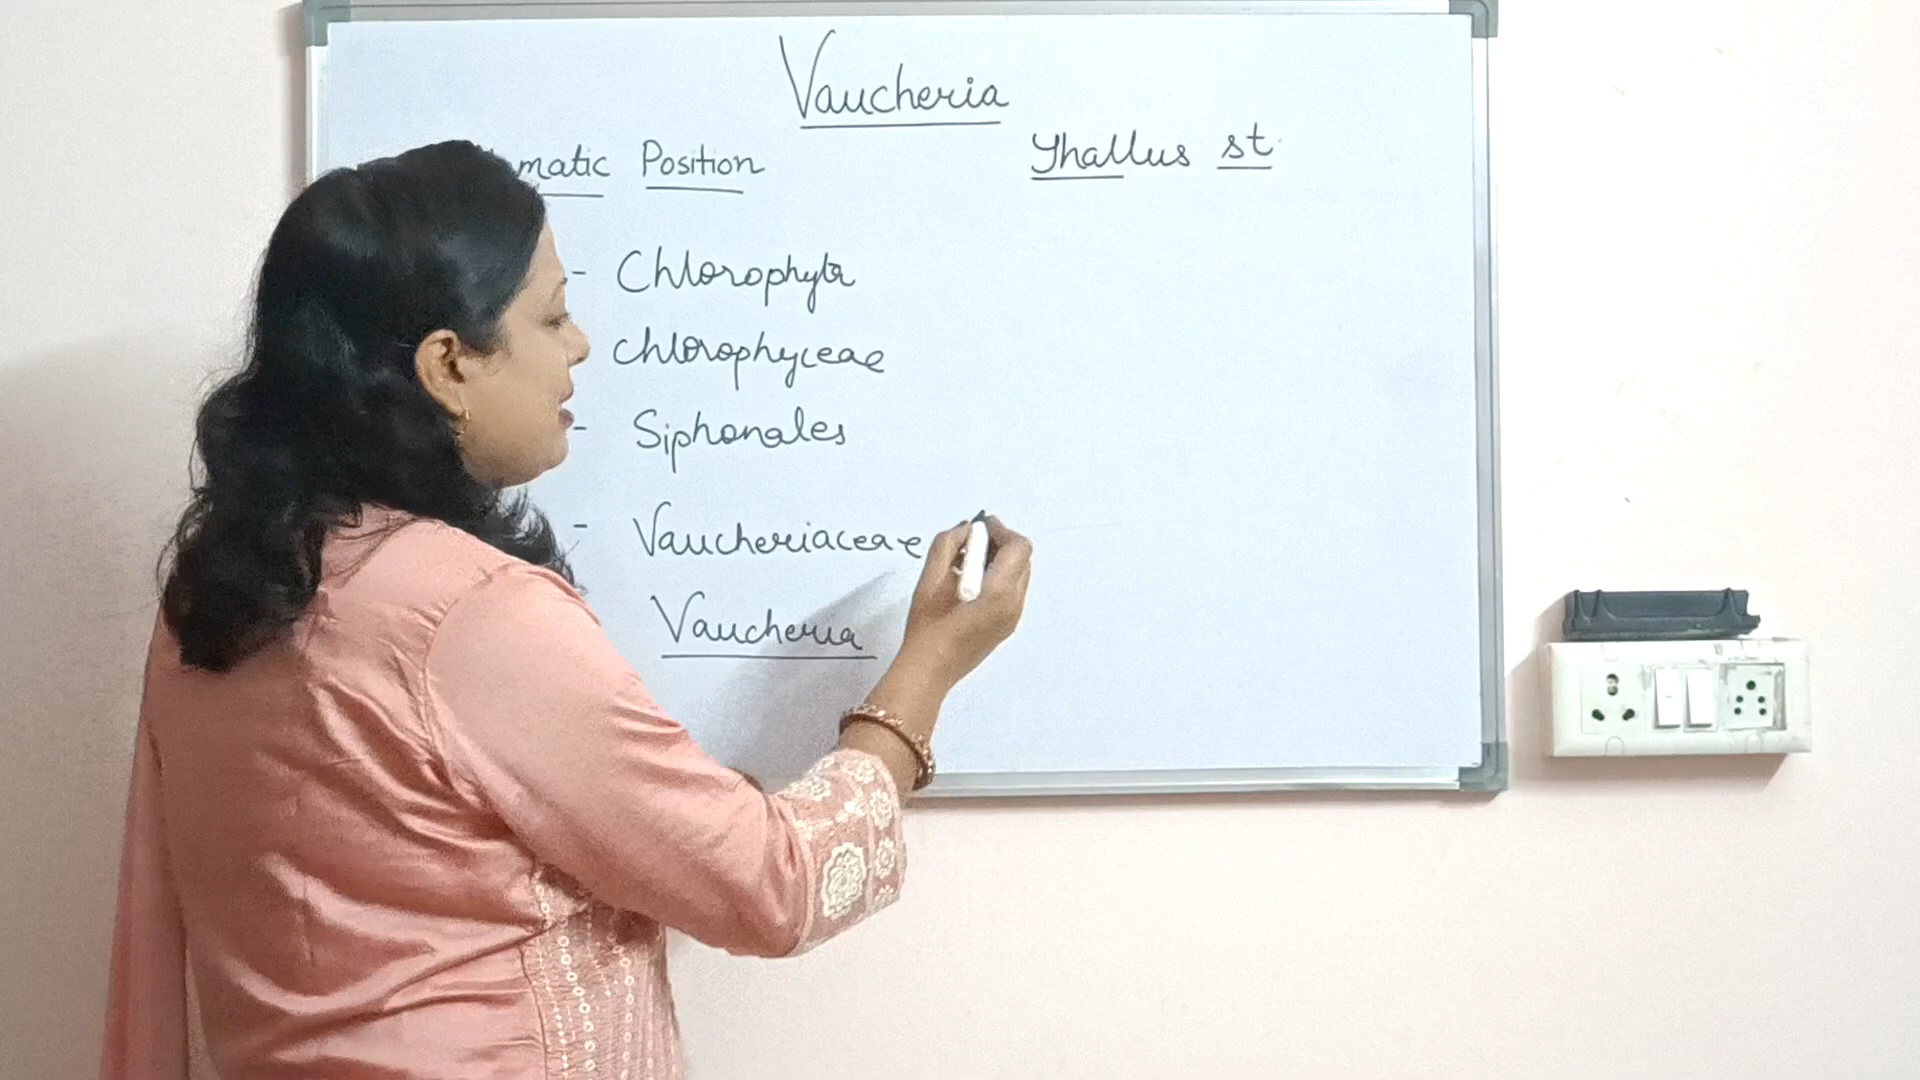 Vaucheria
matic Position
Thallus st.
- Chlorophyta
Chlorophyceae
- Siphonales
- Vaucheriaceae
Vaucheria